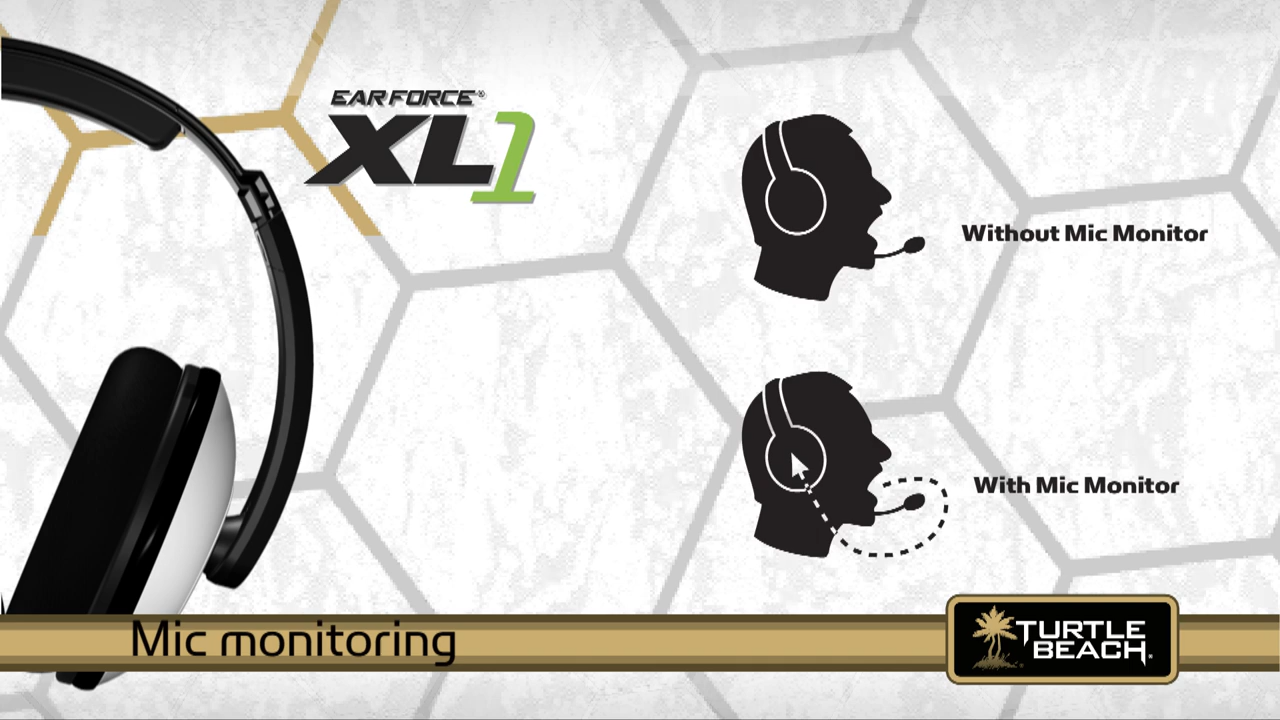 EAR FORCE®
XL1
Without Mic Monitor
With Mic Monitor
Mic monitoring
TURTLE
BEACH®